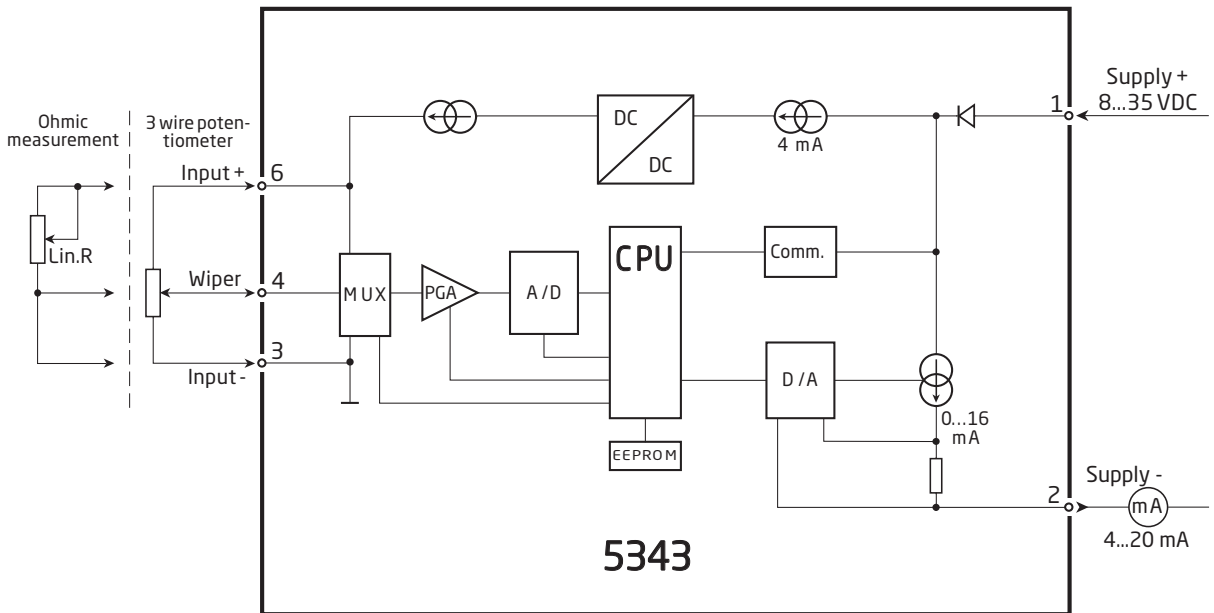 Ohmic
measurement
3 wire poten-
tiometer
Input +
6
Lin.R
Wiper
4
3
Input -
MUX
PGA
A/D
CPU
EEPROM
DC
DC
4 mA
Comm.
D/A
0...16
mA
1
Supply +
8...35 VDC
2
Supply -
mA
4...20 mA
5343